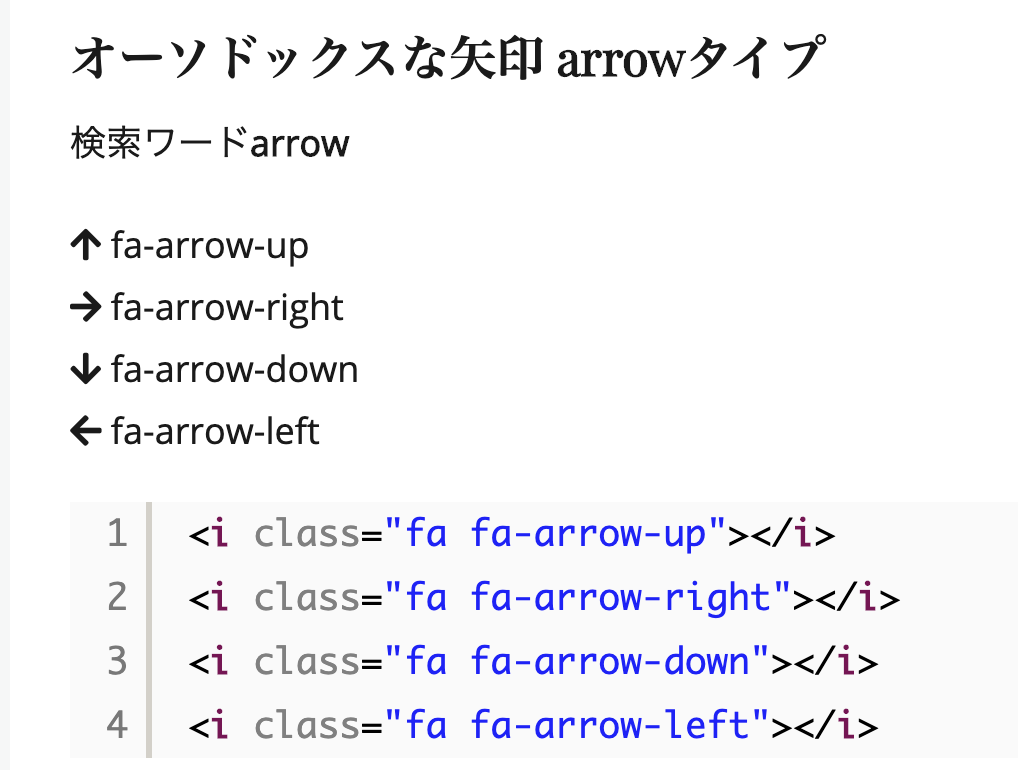 オーソドックスな矢印 arrowタイプ
検索ワードarrow
↑ fa-arrow-up
→ fa-arrow-right
↓ fa-arrow-down
← fa-arrow-left
1 <i class="fa fa-arrow-up"></i>
2 <i class="fa fa-arrow-right"></i>
3 <i class="fa fa-arrow-down"></i>
4 <i class="fa fa-arrow-left"></i>